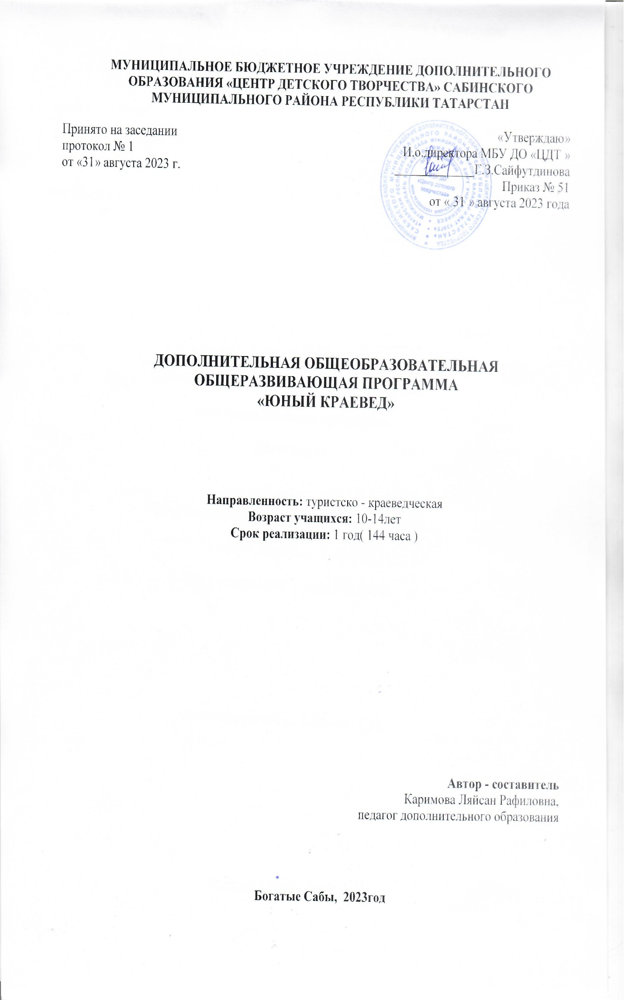 МУНИЦИПАЛЬНОЕ БЮДЖЕТНОЕ УЧРЕЖДЕНИЕ ДОПОЛНИТЕЛЬНОГО
ОБРАЗОВАНИЯ «ЦЕНТР ДЕТСКОГО ТВОРЧЕСТВА» САБИНСКОГО
МУНИЦИПАЛЬНОГО РАЙОНА РЕСПУБЛИКИ ТАТАРСТАН
Принято на заседании
протокол № 1
от «31» августа 2023 г.
«Утверждаю»
И.о.директора МБУ ДО «ЦДТ »
Г.З.Сайфутдинова
Приказ № 51
от « 31 » августа 2023 года
МБУ ДО
«Центр детского
творчества»
ДОПОЛНИТЕЛЬНАЯ ОБЩЕОБРАЗОВАТЕЛЬНАЯ
ОБЩЕРАЗВИВАЮЩАЯ ПРОГРАММА
«ЮНЫЙ КРАЕВЕД»
Направленность: туристско - краеведческая
Возраст учащихся: 10-14лет
Срок реализации: 1 год( 144 часа )
Автор - составитель
Каримова Ляйсан Рафиловна,
педагог дополнительного образования
Богатые Сабы,  2023год